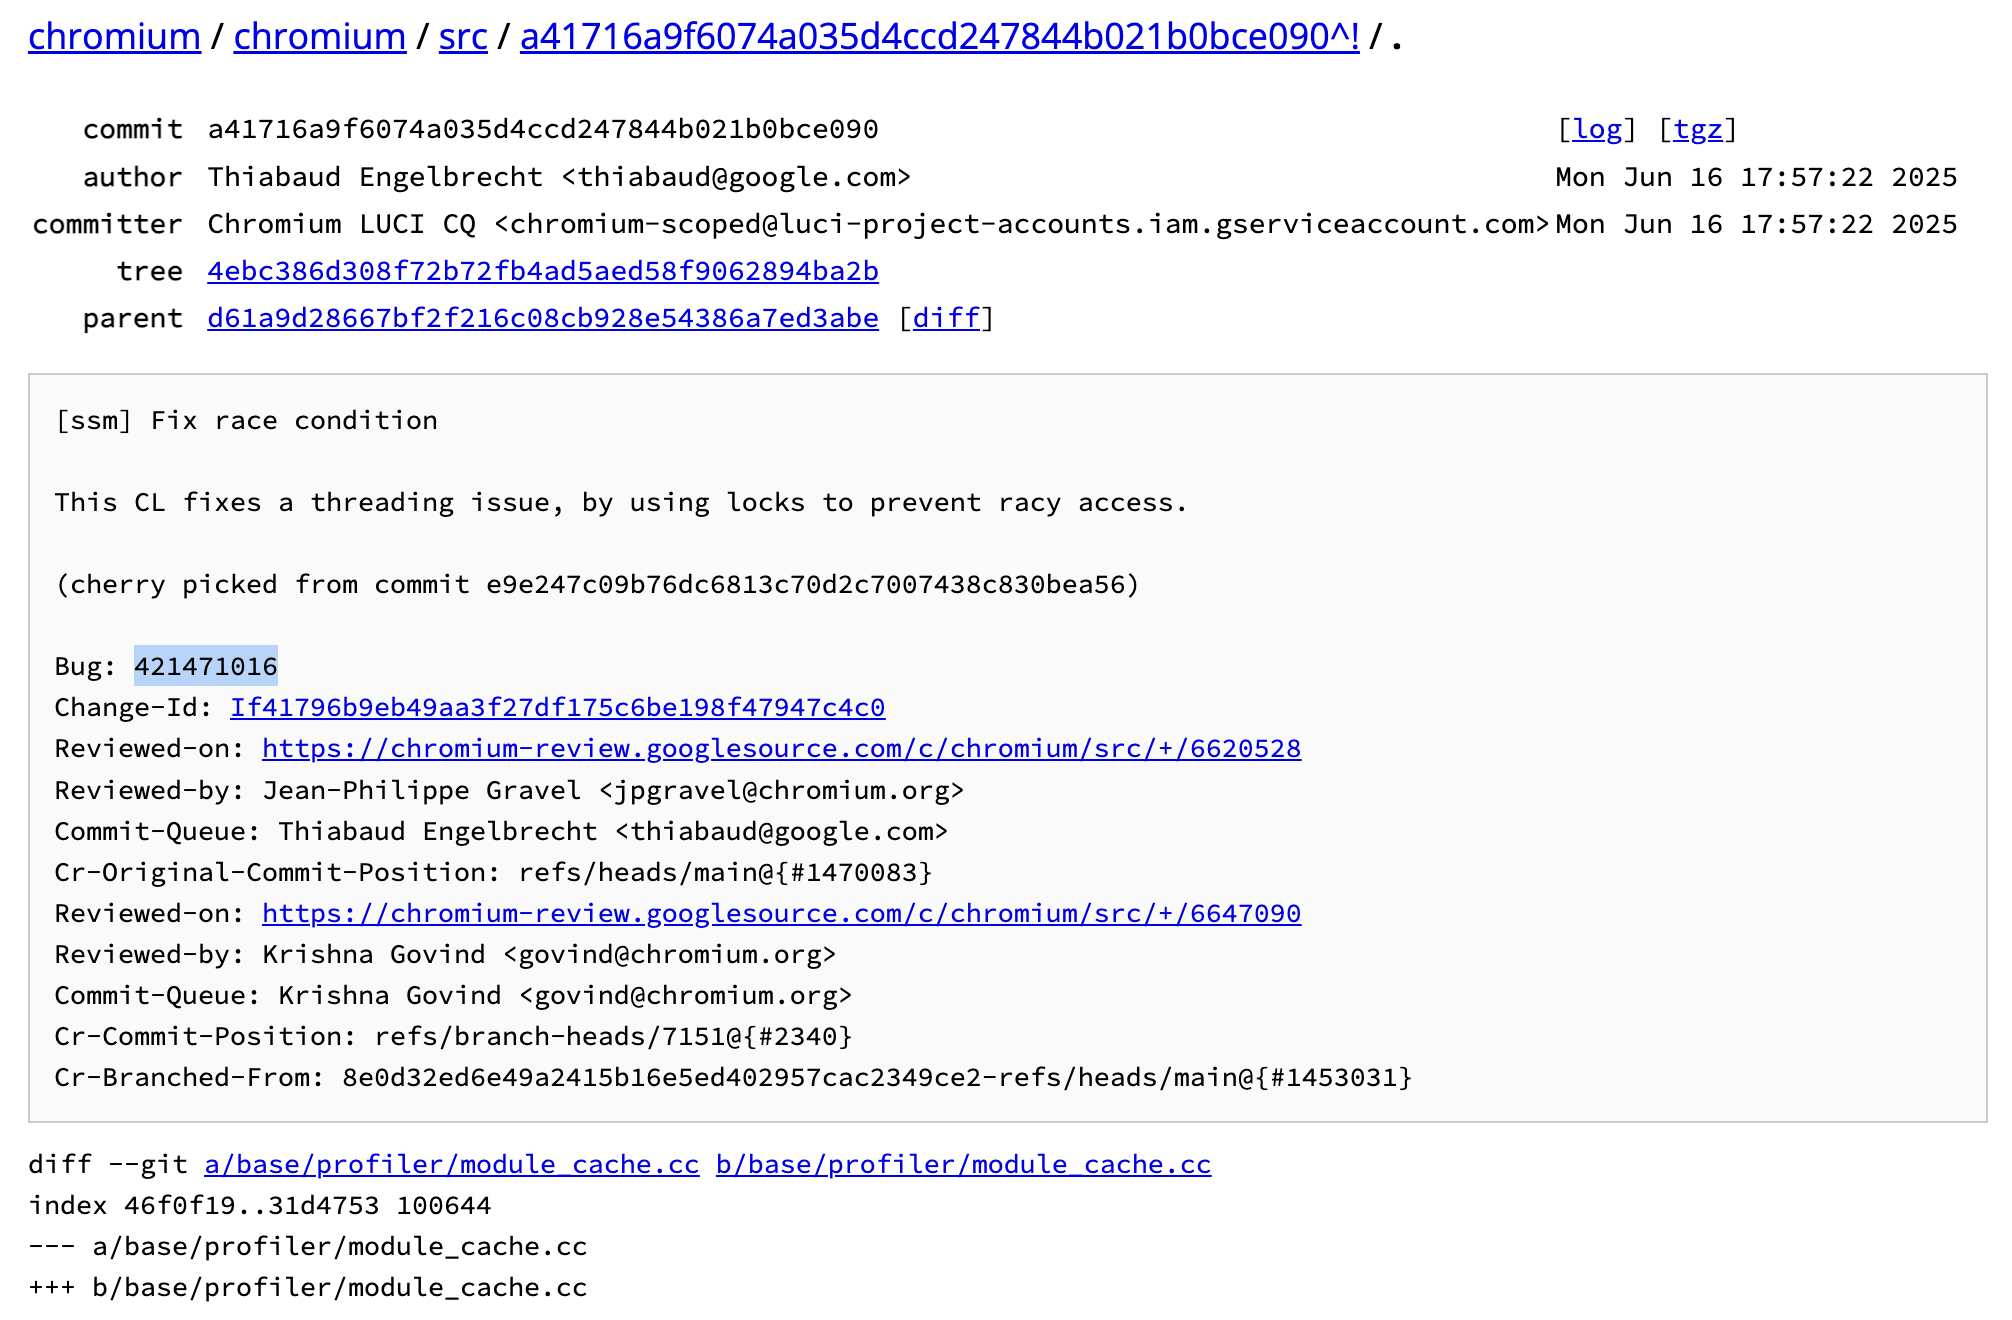 chromium / chromium / src / a41716a9f6074a035d4ccd247844b021b0bce090^! / .
commit a41716a9f6074a035d4ccd247844b021b0bce090 [log] [tgz]
author Thiabaud Engelbrecht <thiabaud@google.com> Mon Jun 16 17:57:22 2025
committer Chromium LUCI CQ <chromium-scoped@luci-project-accounts.iam.gserviceaccount.com> Mon Jun 16 17:57:22 2025
tree 4ebc386d308f72b72fb4ad5aed58f9062894ba2b
parent d61a9d28667bf2f216c08cb928e54386a7ed3abe [diff]
[ssm] Fix race condition
This CL fixes a threading issue, by using locks to prevent racy access.
(cherry picked from commit e9e247c09b76dc6813c70d2c7007438c830bea56)
Bug: 421471016
Change-Id: If41796b9eb49aa3f27df175c6be198f47947c4c0
Reviewed-on: https://chromium-review.googlesource.com/c/chromium/src/+/6620528
Reviewed-by: Jean-Philippe Gravel <jpgravel@chromium.org>
Commit-Queue: Thiabaud Engelbrecht <thiabaud@google.com>
Cr-Original-Commit-Position: refs/heads/main@{#1470083}
Reviewed-on: https://chromium-review.googlesource.com/c/chromium/src/+/6647090
Reviewed-by: Krishna Govind <govind@chromium.org>
Commit-Queue: Krishna Govind <govind@chromium.org>
Cr-Commit-Position: refs/branch-heads/7151@{#2340}
Cr-Branched-From: 8e0d32ed6e49a2415b16e5ed402957cac2349ce2-refs/heads/main@{#1453031}
diff --git a/base/profiler/module_cache.cc b/base/profiler/module_cache.cc
index 46f0f19..31d4753 100644
--- a/base/profiler/module_cache.cc
+++ b/base/profiler/module_cache.cc